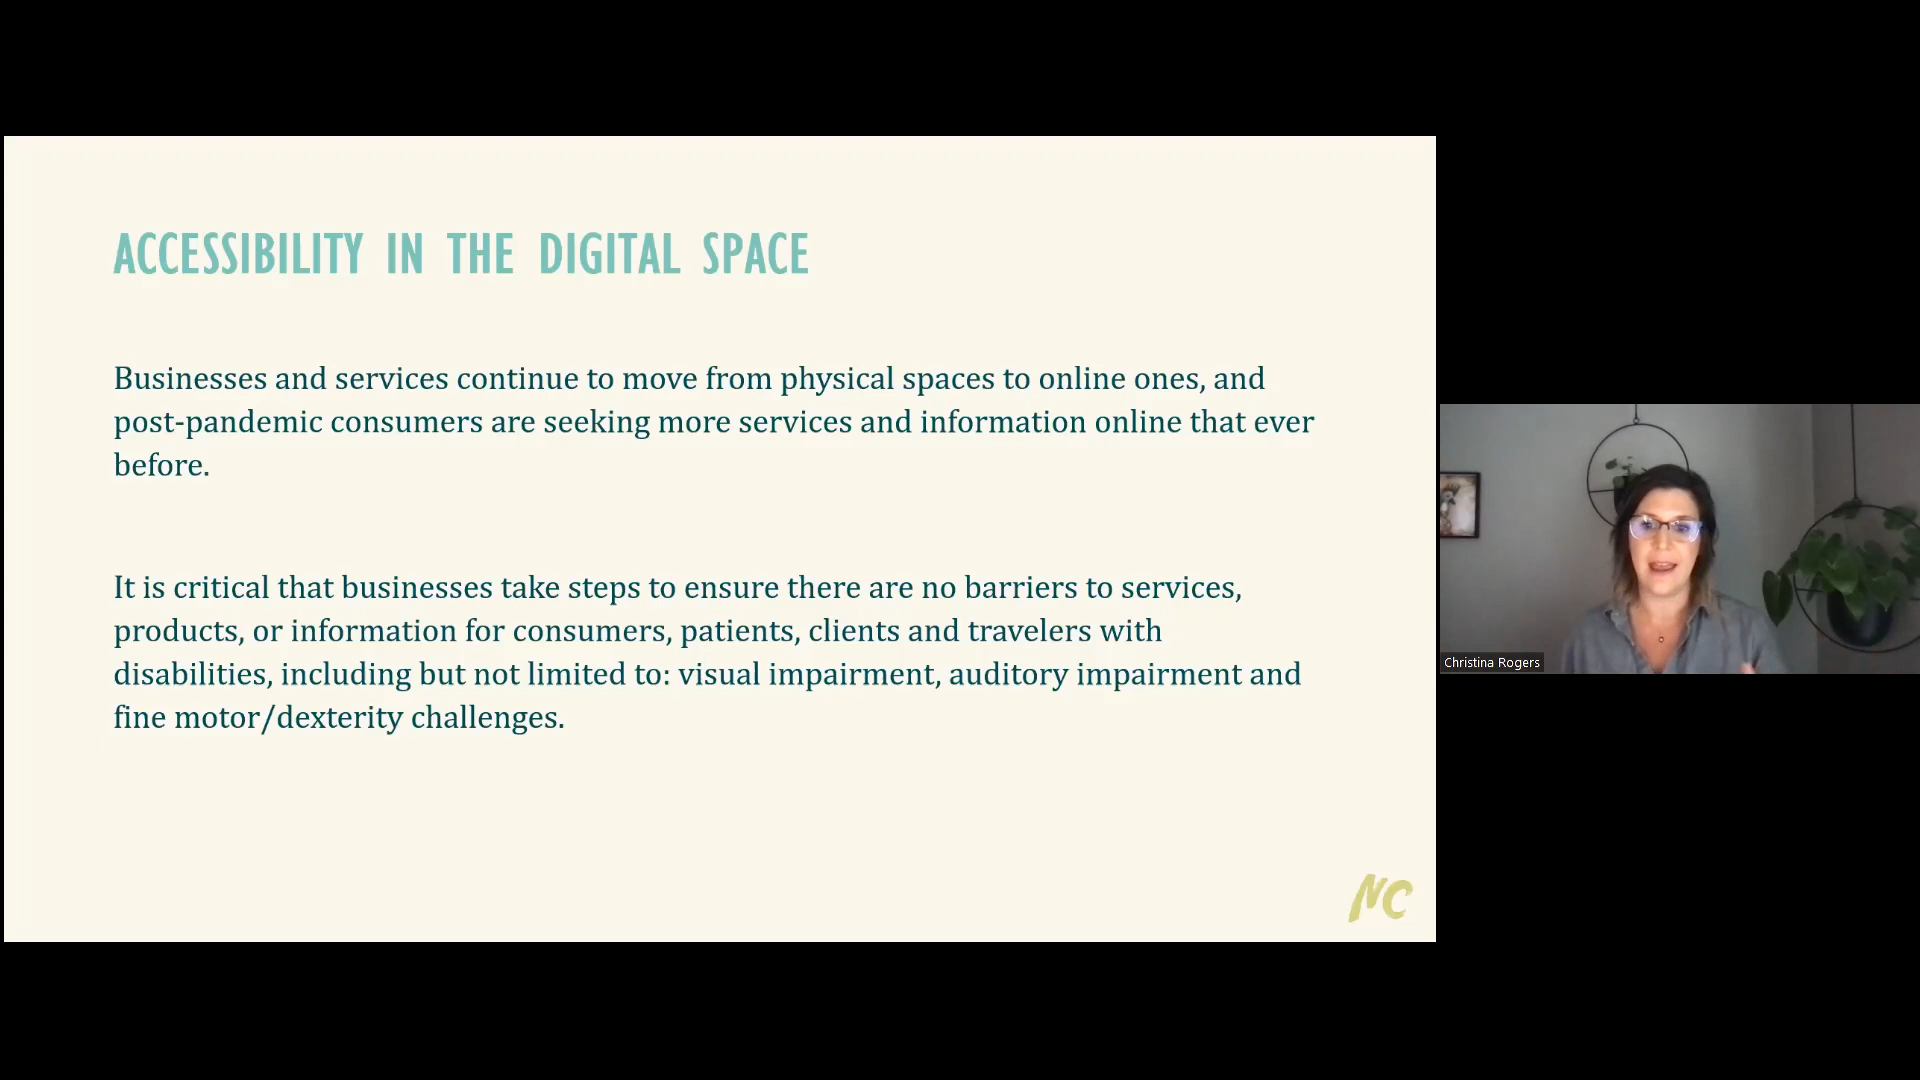 ACCESSIBILITY IN THE DIGITAL SPACE
Businesses and services continue to move from physical spaces to online ones, and
post-pandemic consumers are seeking more services and information online that ever
before.
It is critical that businesses take steps to ensure there are no barriers to services,
products, or information for consumers, patients, clients and travelers with
disabilities, including but not limited to: visual impairment, auditory impairment and
fine motor/dexterity challenges.
NC
Christina Rogers